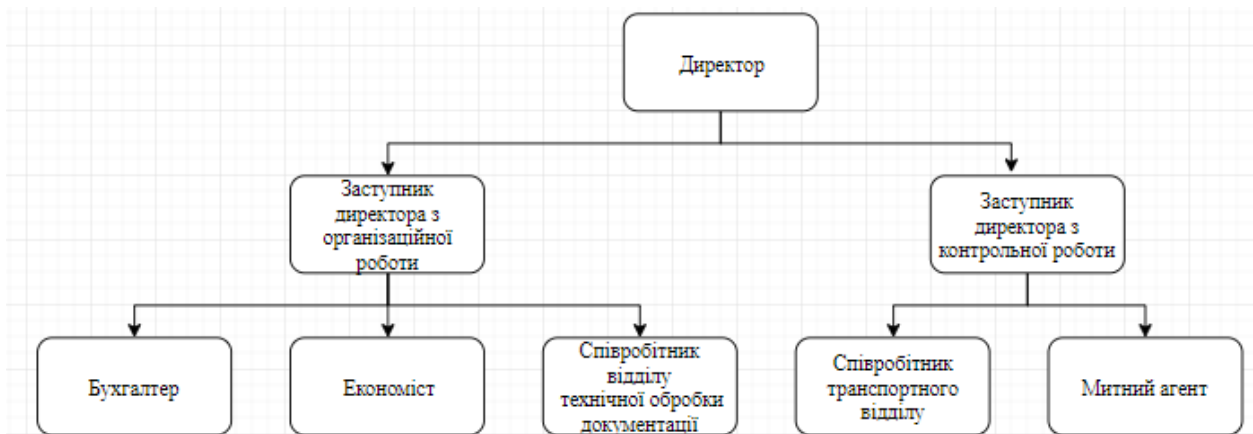 Директор
Заступник
директора з
організаційної
роботи
Заступник
директора з
контрольної роботи
Бухгалтер
Економіст
Співробітник
відділу
технічної обробки
документації
Співробітник
транспортного
відділу
Митний агент